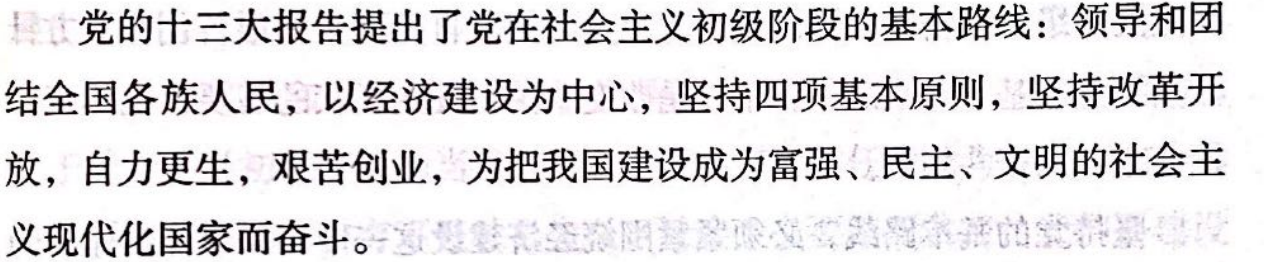 党的十三大报告提出了党在社会主义初级阶段的基本路线：领导和团
结全国各族人民，以经济建设为中心，坚持四项基本原则，坚持改革开
放，自力更生，艰苦创业，为把我国建设成为富强、民主、文明的社会主
义现代化国家而奋斗。